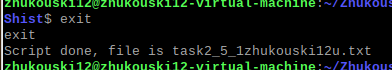 zhukouski12@zhukouski12-virtual-machine:~/Zhukou
Shist$ exit
exit
Script done, file is task2_5_1zhukouski12u.txt
zhukouski12@zhukouski12-virtual-machine:~/Zhukou